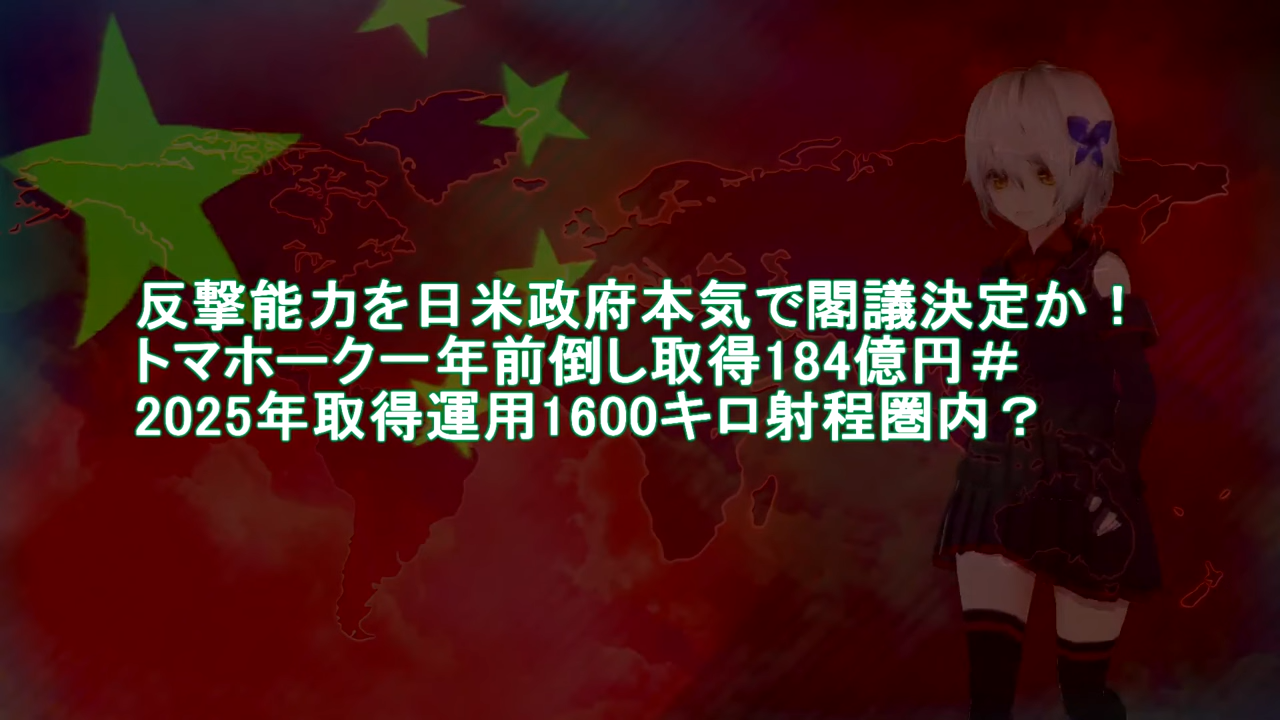 反撃能力を日米政府本気で閣議決定か！
トマホーク一年前倒し取得184億円＃
2025年取得運用1600キロ射程圏内？